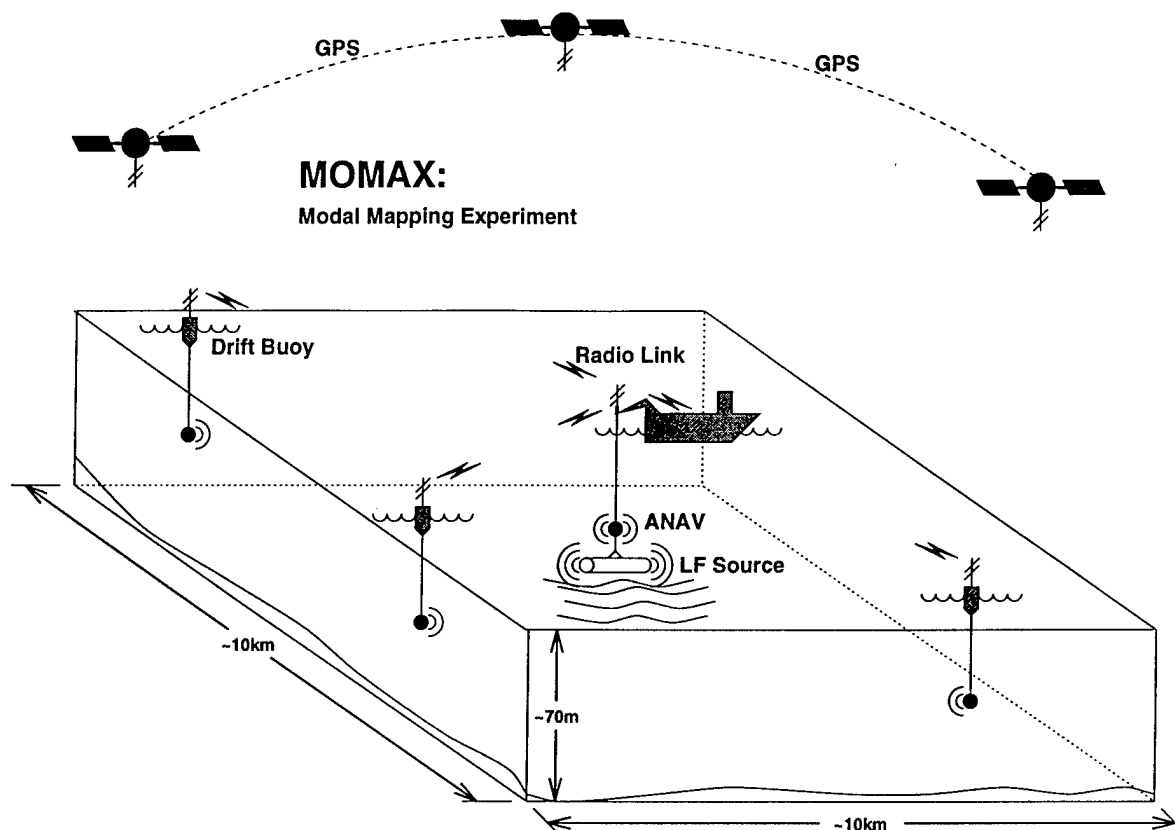 GPS
GPS
MOMAX:
Modal Mapping Experiment
Drift Buoy
Radio Link
ANAV
LF Source
~10km
~70m
~10km